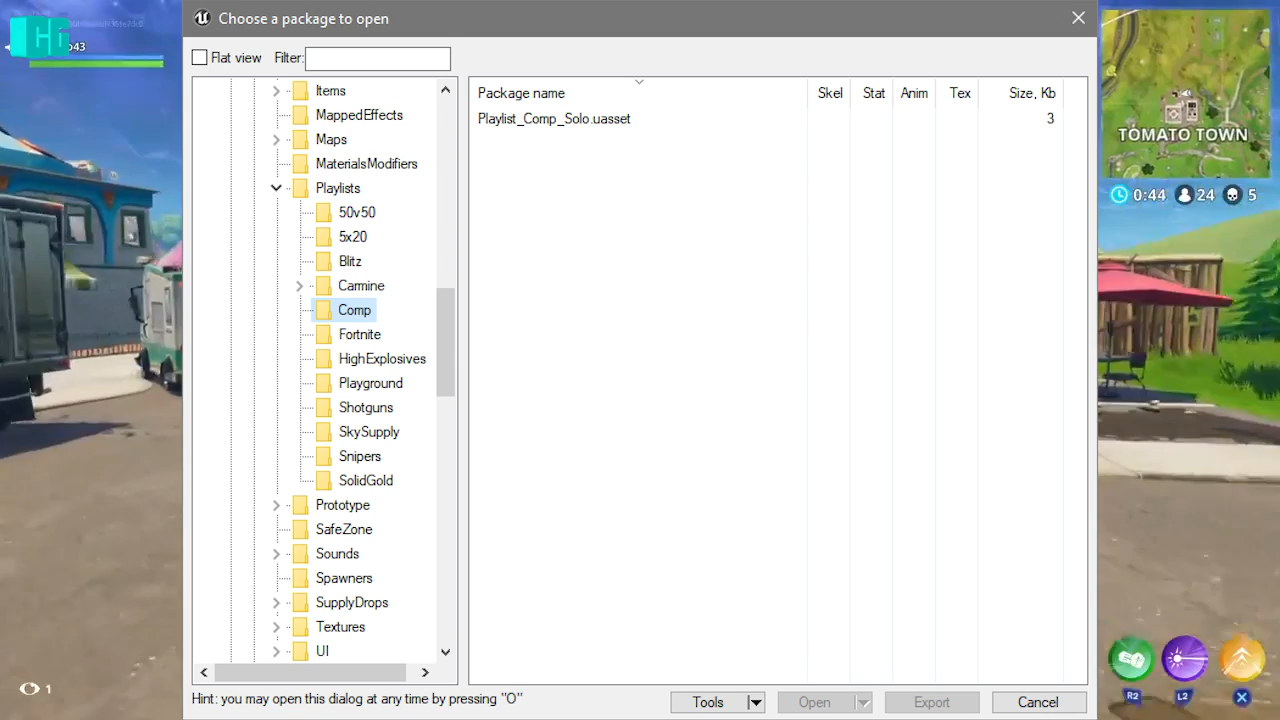 Choose a package to open
HG
43
Flat view
Filter:
Items
MappedEffects
Maps
MaterialsModifiers
Playlists
50v50
5x20
Blitz
Carmine
Comp
Fortnite
HighExplosives
Playground
Shotguns
SkySupply
Snipers
SolidGold
Prototype
SafeZone
Sounds
Spawners
SupplyDrops
Textures
UI
Package name Skel Stat Anim Tex Size, Kb
Playlist_Comp_Solo.uasset 3
TOMATO TOWN
0:44 24 5
1
Hint: you may open this dialog at any time by pressing "O"
Tools Open Export Cancel
R2 L2